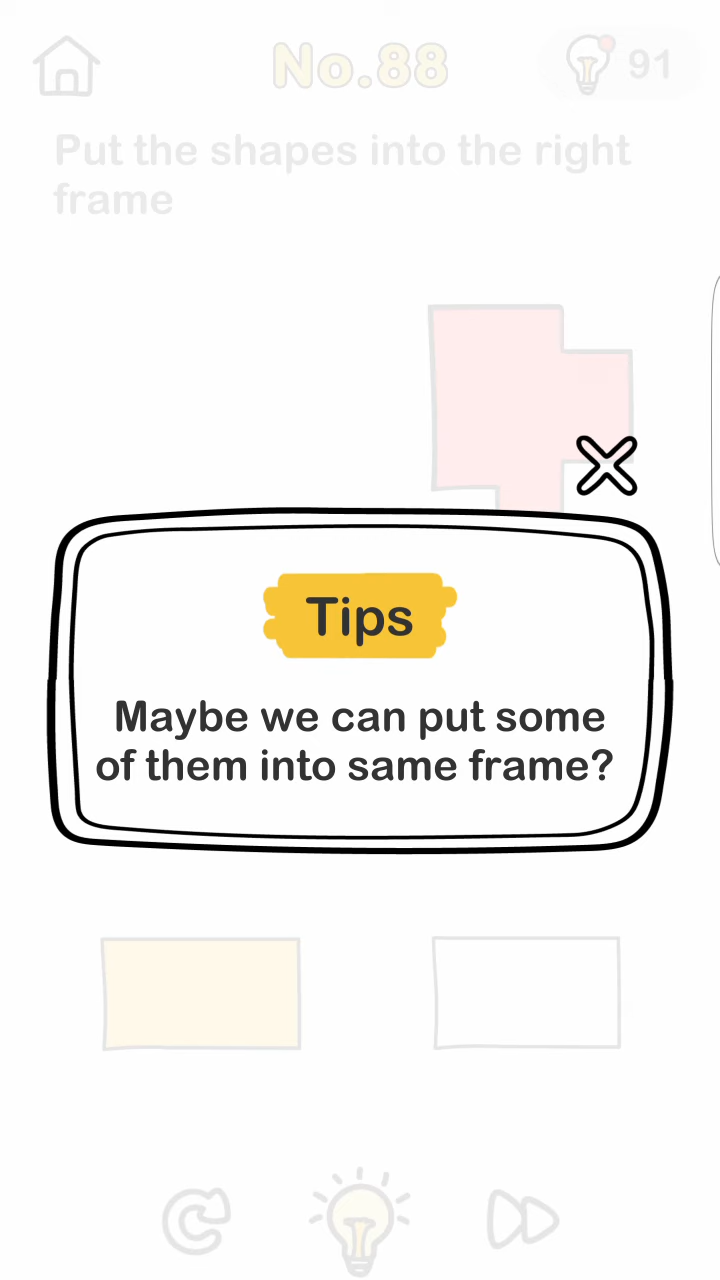 No.88
91
Put the shapes into the right
frame
Tips
Maybe we can put some
of them into same frame?